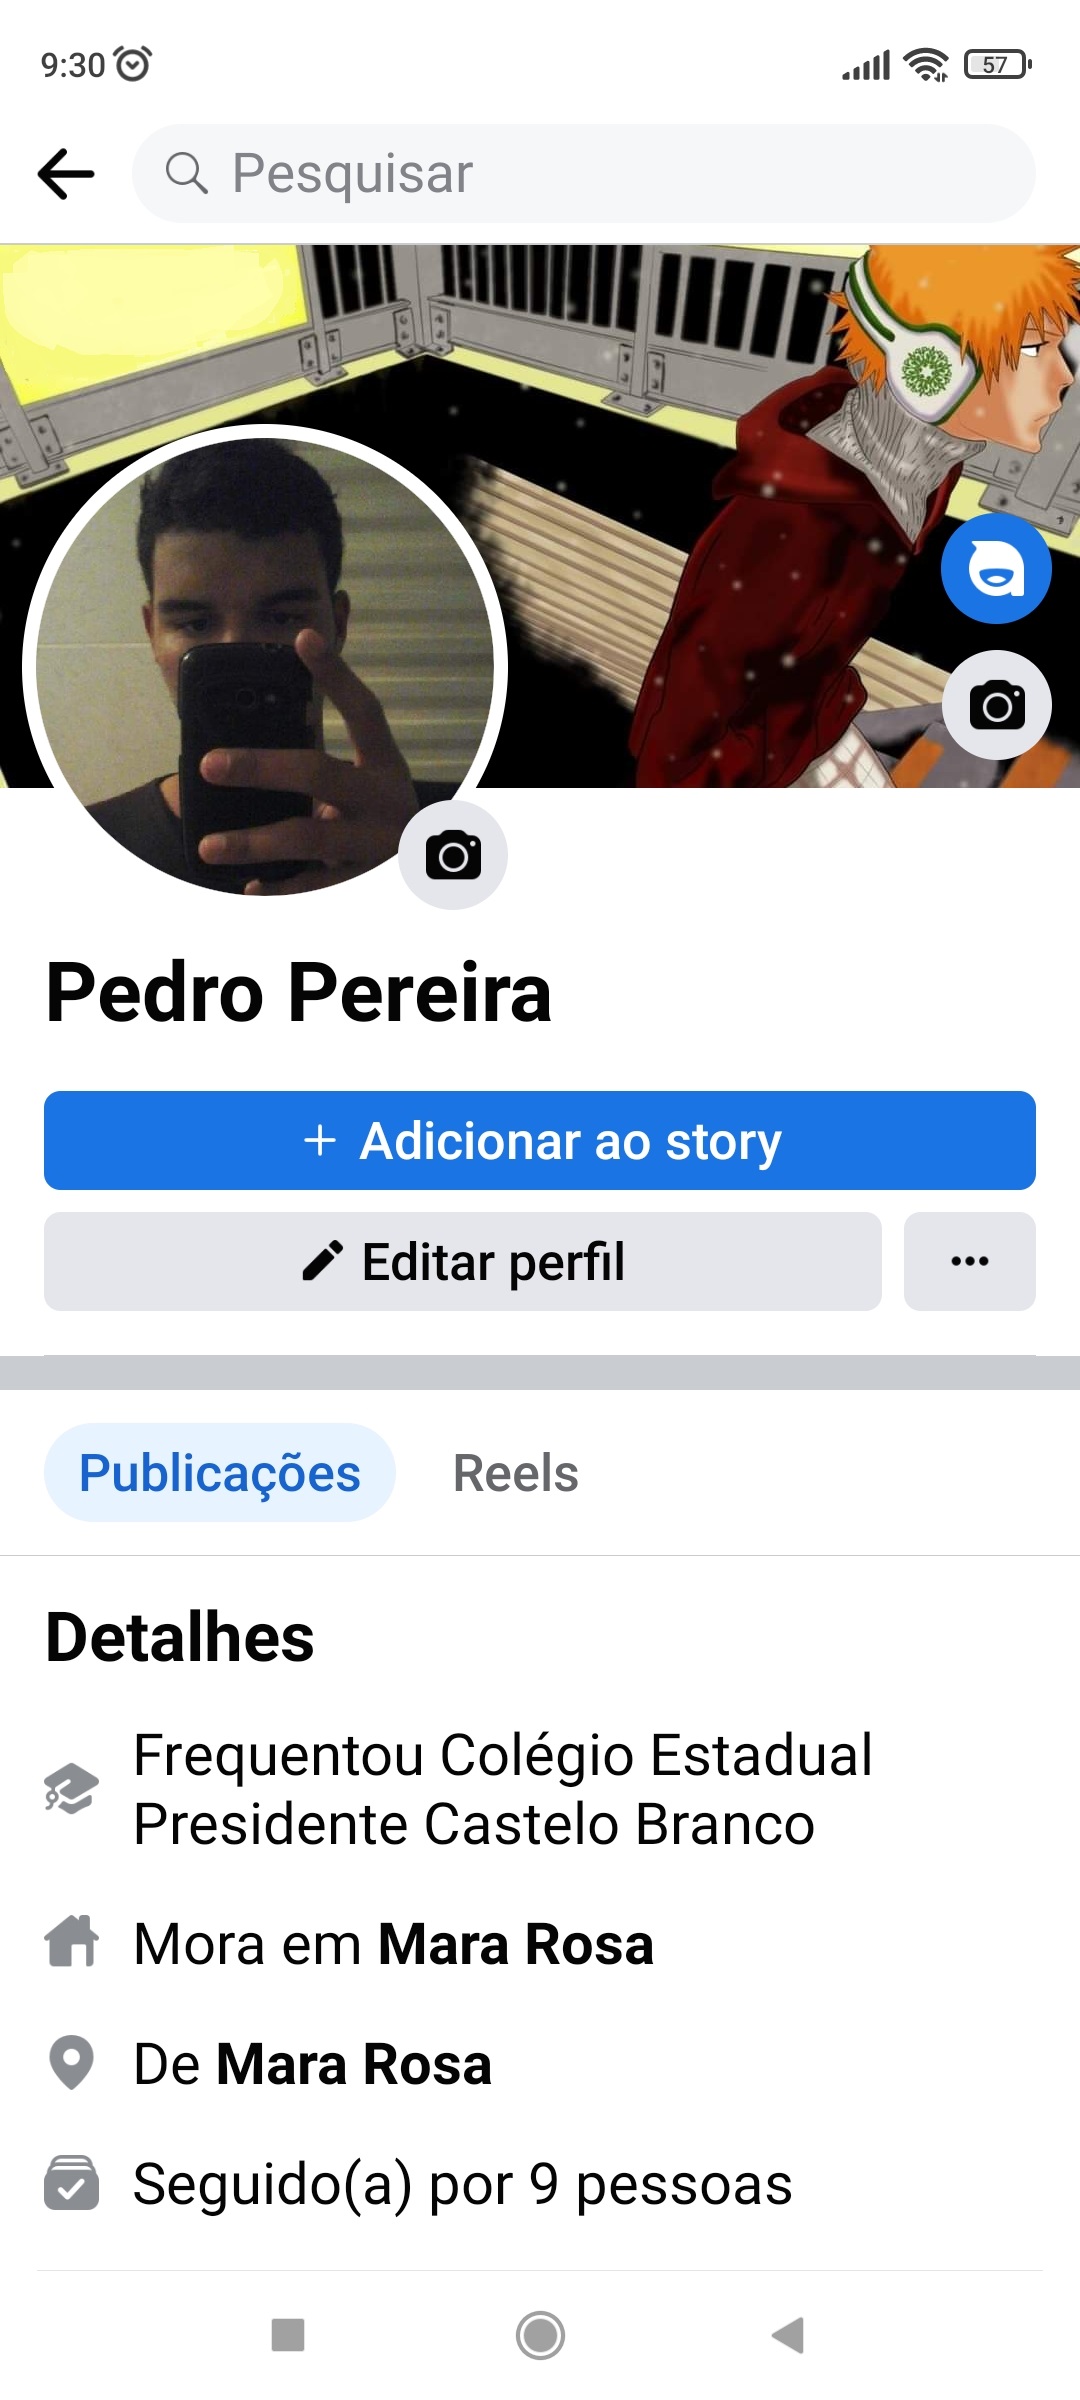 9:30
57
Pesquisar
Pedro Pereira
+ Adicionar ao story
Editar perfil
...
Publicações Reels
Detalhes
Frequentou Colégio Estadual
Presidente Castelo Branco
Mora em Mara Rosa
De Mara Rosa
Seguido(a) por 9 pessoas